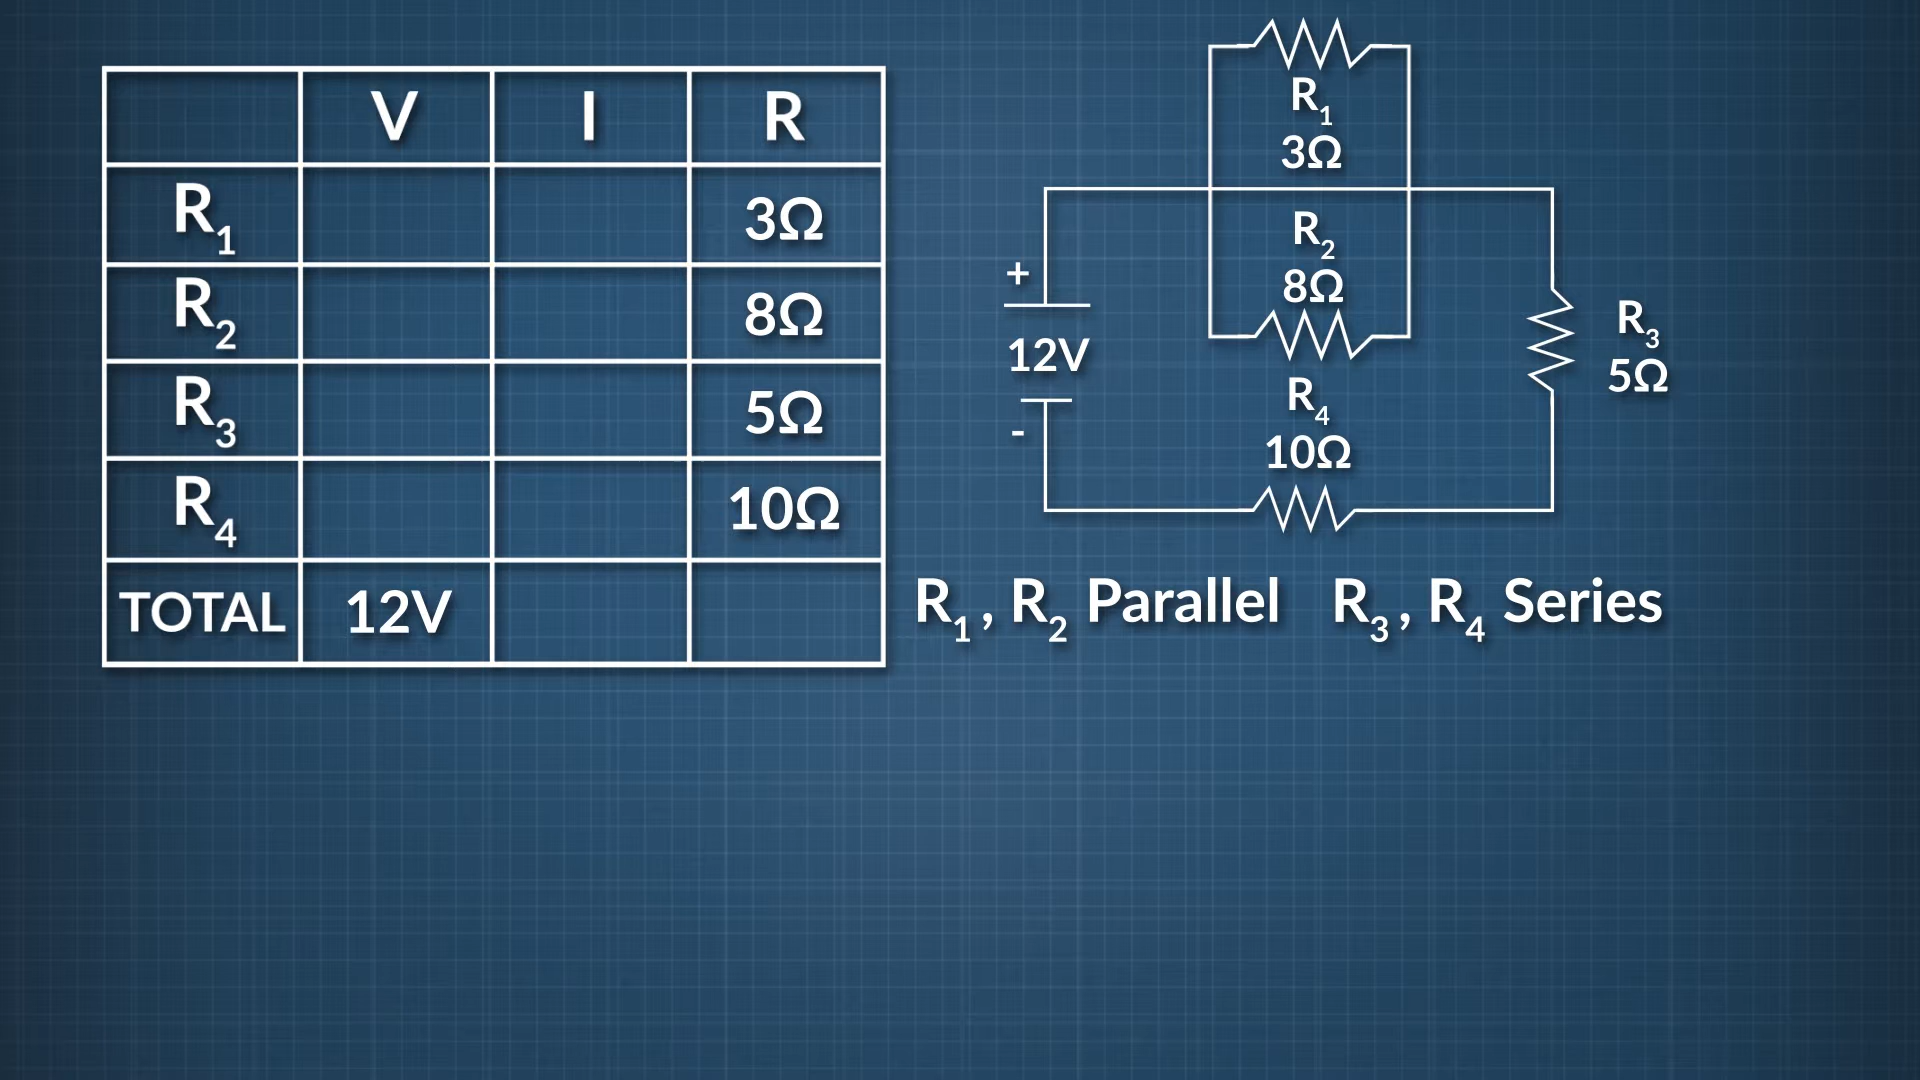 V I R
R₁ 3Ω
R₂ 8Ω
R₃ 5Ω
R₄ 10Ω
TOTAL 12V
R₁
3Ω
R₂
8Ω
+
12V
-
R₃
5Ω
R₄
10Ω
R₁, R₂ Parallel R₃, R₄ Series